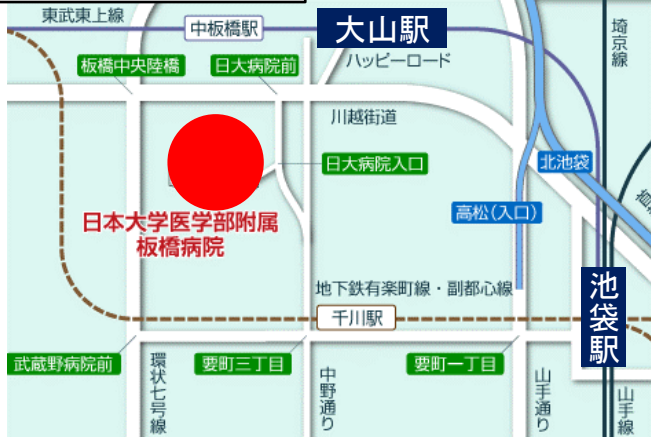 東武東上線
中板橋駅
大山駅
埼京線
板橋中央陸橋
日大病院前
ハッピーロード
川越街道
日大病院入口
北池袋
高松(入口)
日本大学医学部附属
板橋病院
地下鉄有楽町線・副都心線
池袋駅
千川駅
武蔵野病院前
要町三丁目
要町一丁目
環状七号線
中野通り
山手通り
山手線